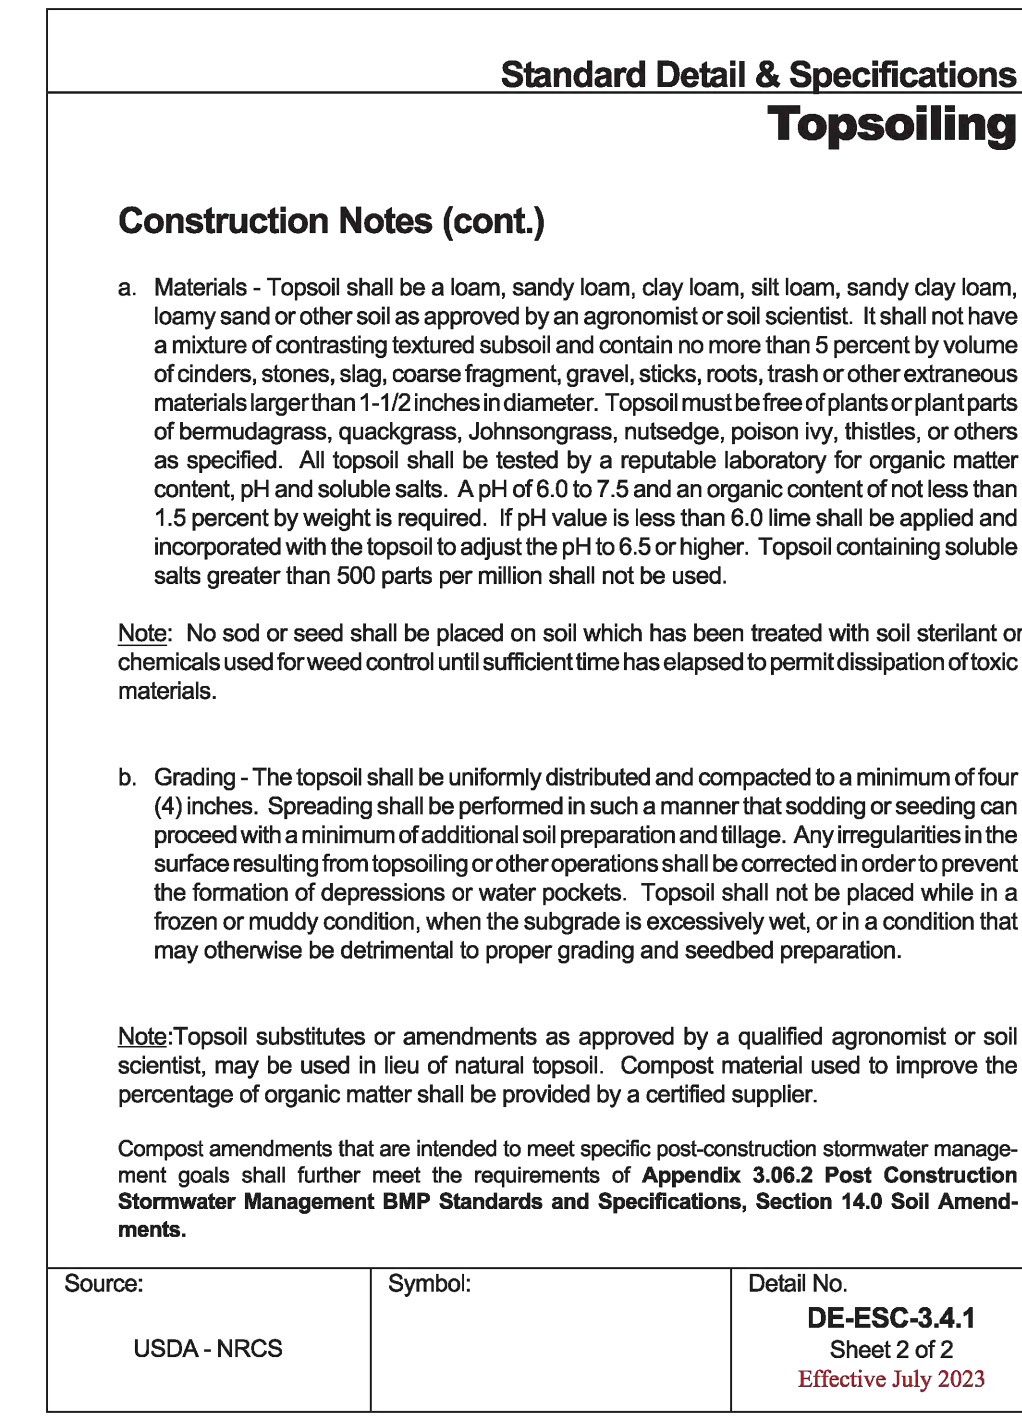 Standard Detail & Specifications
Topsoiling
Construction Notes (cont.)
a. Materials - Topsoil shall be a loam, sandy loam, clay loam, silt loam, sandy clay loam,
loamy sand or other soil as approved by an agronomist or soil scientist. It shall not have
a mixture of contrasting textured subsoil and contain no more than 5 percent by volume
of cinders, stones, slag, coarse fragment, gravel, sticks, roots, trash or other extraneous
materials larger than 1-1/2 inches in diameter. Topsoil must be free of plants or plant parts
of bermudagrass, quackgrass, Johnsongrass, nutsedge, poison ivy, thistles, or others
as specified. All topsoil shall be tested by a reputable laboratory for organic matter
content, pH and soluble salts. A pH of 6.0 to 7.5 and an organic content of not less than
1.5 percent by weight is required. If pH value is less than 6.0 lime shall be applied and
incorporated with the topsoil to adjust the pH to 6.5 or higher. Topsoil containing soluble
salts greater than 500 parts per million shall not be used.
Note: No sod or seed shall be placed on soil which has been treated with soil sterilant or
chemicals used for weed control until sufficient time has elapsed to permit dissipation of toxic
materials.
b. Grading - The topsoil shall be uniformly distributed and compacted to a minimum of four
(4) inches. Spreading shall be performed in such a manner that sodding or seeding can
proceed with a minimum of additional soil preparation and tillage. Any irregularities in the
surface resulting from topsoiling or other operations shall be corrected in order to prevent
the formation of depressions or water pockets. Topsoil shall not be placed while in a
frozen or muddy condition, when the subgrade is excessively wet, or in a condition that
may otherwise be detrimental to proper grading and seedbed preparation.
Note:Topsoil substitutes or amendments as approved by a qualified agronomist or soil
scientist, may be used in lieu of natural topsoil. Compost material used to improve the
percentage of organic matter shall be provided by a certified supplier.
Compost amendments that are intended to meet specific post-construction stormwater manage-
ment goals shall further meet the requirements of Appendix 3.06.2 Post Construction
Stormwater Management BMP Standards and Specifications, Section 14.0 Soil Amend-
ments.
Source:
USDA - NRCS
Symbol:
Detail No.
DE-ESC-3.4.1
Sheet 2 of 2
Effective July 2023